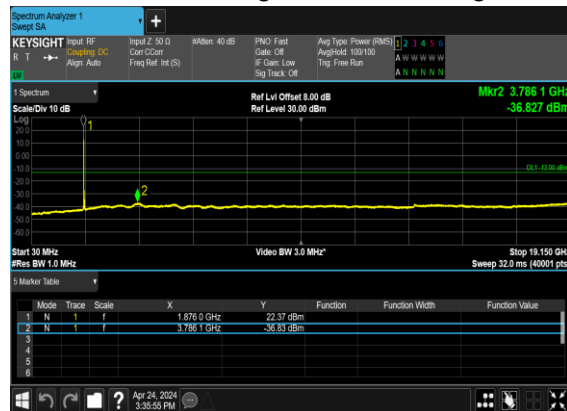 Spectrum Analyzer 1
Swept SA
+
KEYSIGHT Input: RF Input Z: 50 Ω #Atten: 40 dB PNO: Fast Avg Type: Power (RMS) 1 2 3 4 5 6
R T Coupling: DC Corr CCorr Gate: Off Avg|Hold: 100/100
Align: Auto Freq Ref: Int (S) IF Gain: Low Trig: Free Run A W W W W W
Sig Track: Off A N N N N N
1 Spectrum Ref Lvl Offset 8.00 dB Mkr2 3.786 1 GHz
Scale/Div 10 dB Ref Level 30.00 dBm -36.827 dBm
Log
20.0
10.0
0.00
-10.0
DL1 -13.00 dBm
-20.0
-30.0
-40.0
-50.0
-60.0
1
2
Start 30 MHz Video BW 3.0 MHz* Stop 19.150 GHz
#Res BW 1.0 MHz Sweep 32.0 ms (40001 pts)
5 Marker Table
Mode Trace Scale X Y Function Function Width Function Value
1 N 1 f 1.876 0 GHz 22.37 dBm
2 N 1 f 3.786 1 GHz -36.83 dBm
3
4
5
6
? Apr 24, 2024
3:35:55 PM